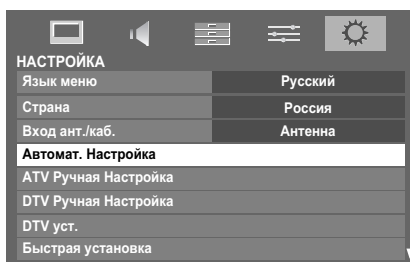 НАСТРОЙКА
Язык меню Русский
Страна Россия
Вход ант./каб. Антенна
Автомат. Настройка
ATV Ручная Настройка
DTV Ручная Настройка
DTV уст.
Быстрая установка